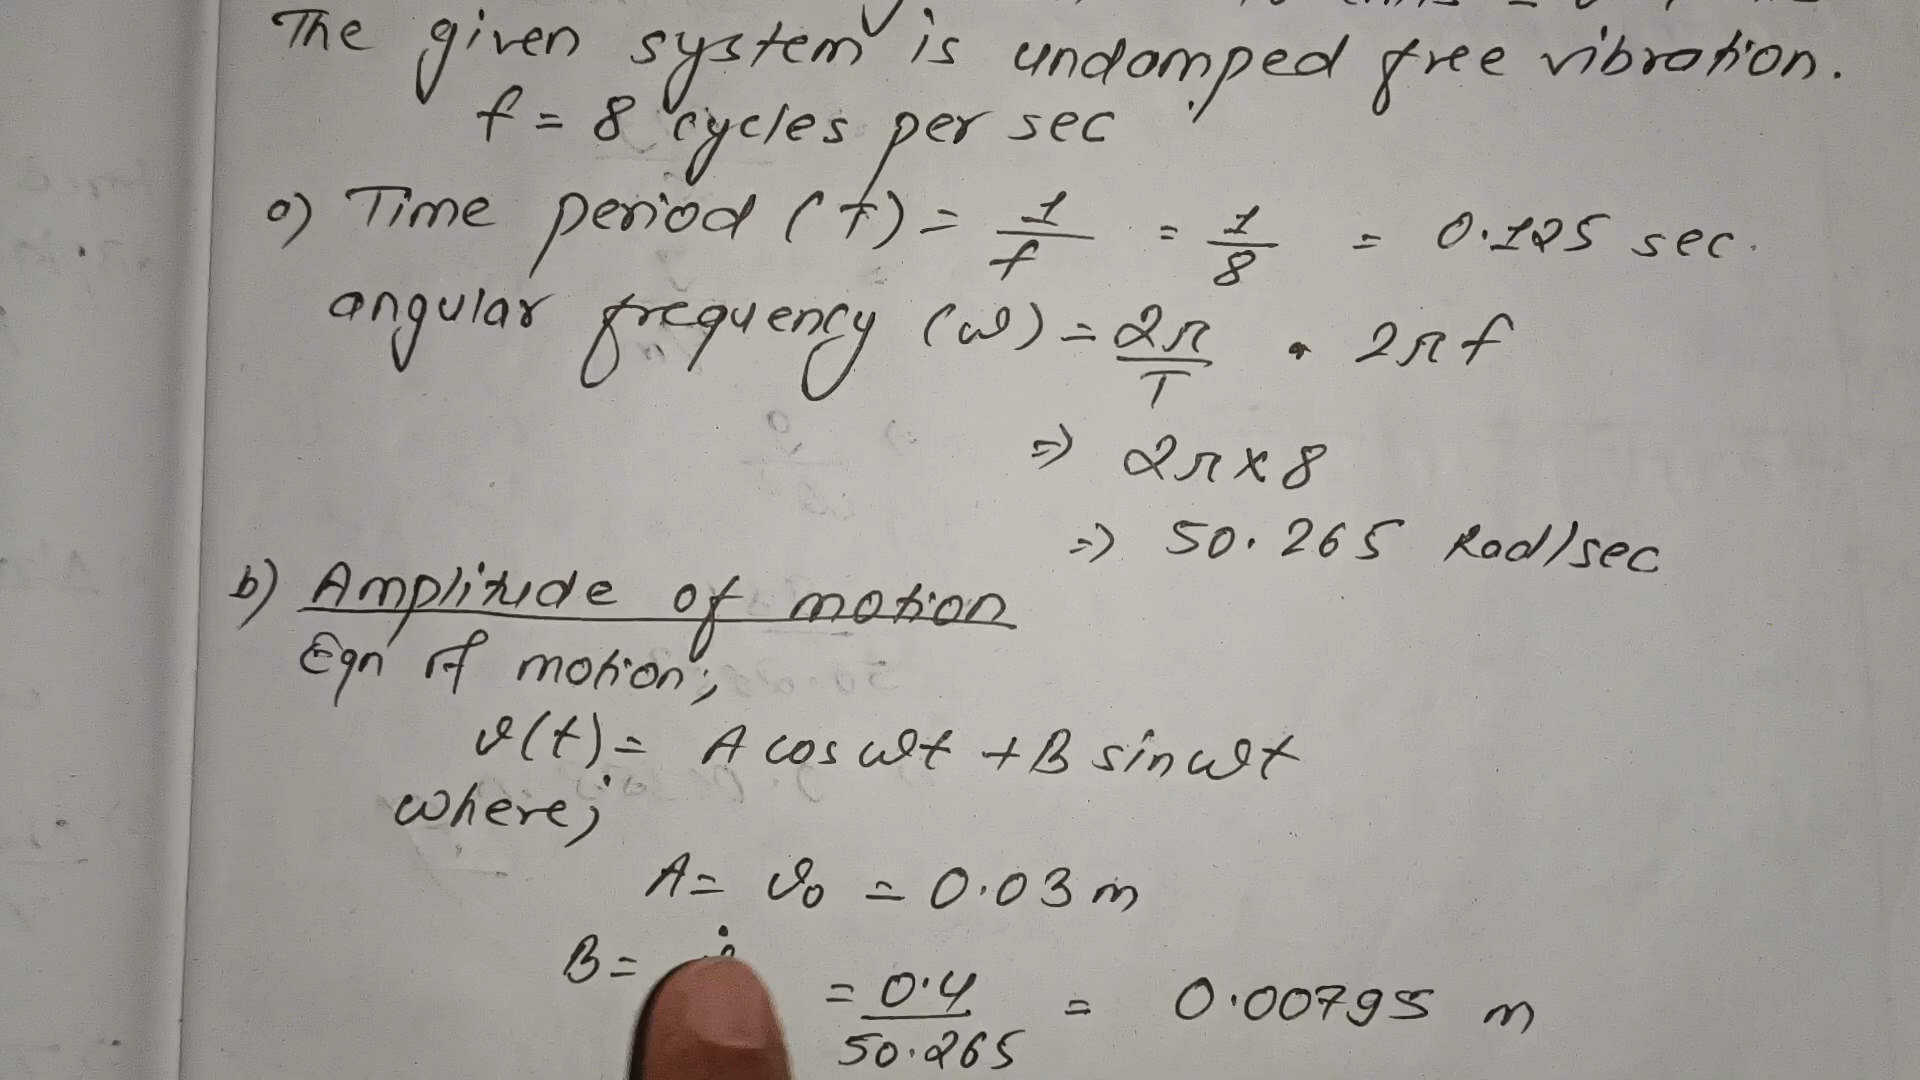 The given system is undamped free vibration.
f = 8 cycles per sec
a) Time period (T) = 1/f = 1/8 = 0.125 sec.
angular frequency (ω) = 2π/T = 2πf
⇒ 2π × 8
⇒ 50.265 Rad/sec
b) Amplitude of motion
Eqn of motion;
v(t) = A cos ωt + B sin ωt
where;
A = v₀ = 0.03 m
B = = 0.4/50.265 = 0.00795 m